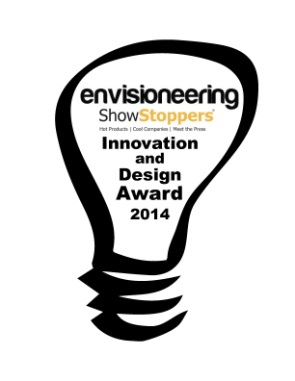 envisioneering
ShowStoppers®
Hot Products | Cool Companies | Meet the Press
Innovation
and
Design
Award
2014